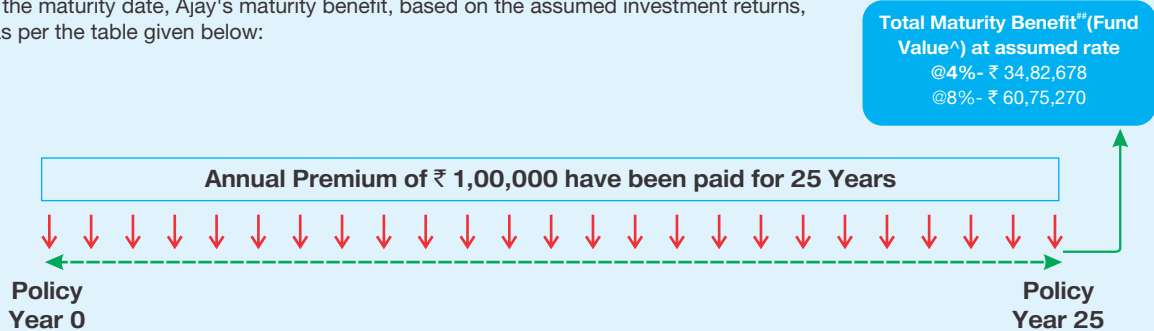 the maturity date, Ajay's maturity benefit, based on the assumed investment returns,
as per the table given below:
Total Maturity Benefit##(Fund
Value^) at assumed rate
@4%- ₹ 34,82,678
@8%- ₹ 60,75,270
Annual Premium of ₹ 1,00,000 have been paid for 25 Years
Policy
Year 0
Policy
Year 25